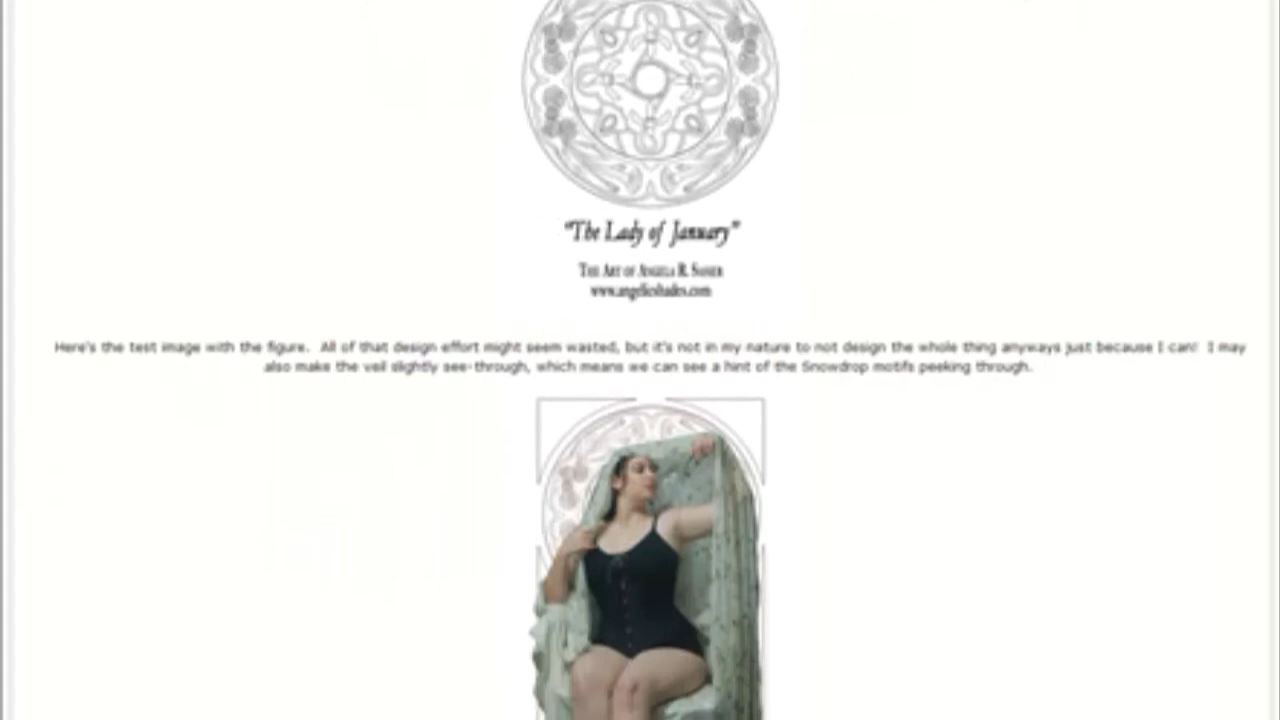 "The Lady of January"
THE ART OF ANGELA R. SASSER
www.angelicshades.com
Here's the test image with the figure.  All of that design effort might seem wasted, but it's not in my nature to not design the whole thing anyways just because I can!  I may
also make the veil slightly see-through, which means we can see a hint of the Snowdrop motifs peeking through.